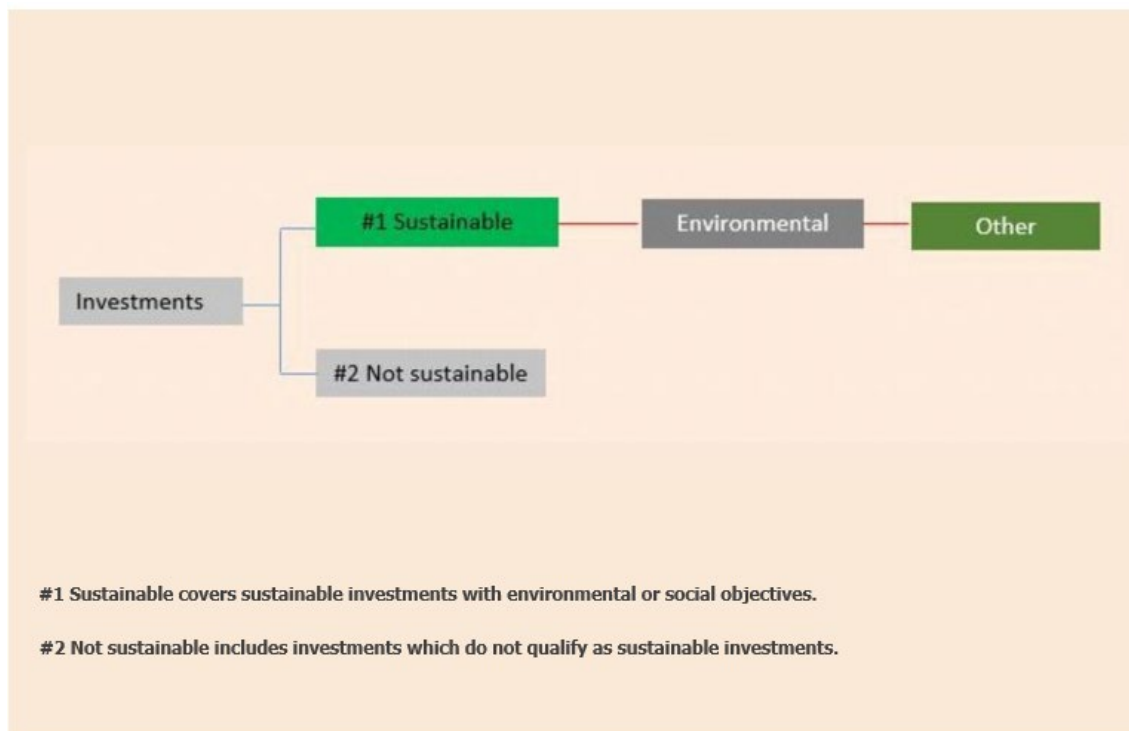 #1 Sustainable
Environmental
Other
Investments
#2 Not sustainable
#1 Sustainable covers sustainable investments with environmental or social objectives.
#2 Not sustainable includes investments which do not qualify as sustainable investments.